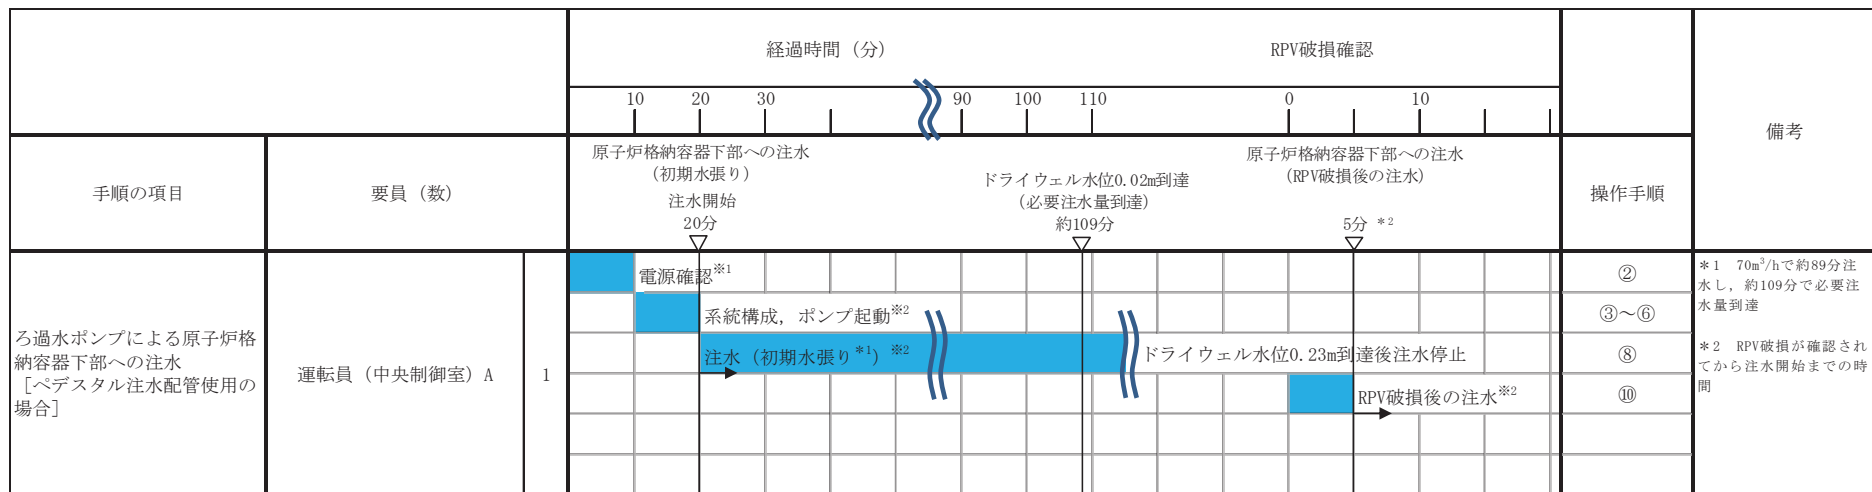 経過時間（分）
RPV破損確認
10 20 30 90 100 110 0 10
備考
手順の項目
要員（数）
原子炉格納容器下部への注水
（初期水張り）
注水開始
20分
ドライウェル水位0.02m到達
（必要注水量到達）
約109分
原子炉格納容器下部への注水
（RPV破損後の注水）
5分 ＊2
操作手順
ろ過水ポンプによる原子炉格
納容器下部への注水
［ペデスタル注水配管使用の
場合］
運転員（中央制御室）A
1
電源確認※1
②
系統構成，ポンプ起動※2
③～⑥
注水（初期水張り＊1）※2
ドライウェル水位0.23m到達後注水停止
⑧
RPV破損後の注水※2
⑩
＊1　70m³/hで約89分注
水し，約109分で必要注
水量到達
＊2　RPV破損が確認され
てから注水開始までの時
間